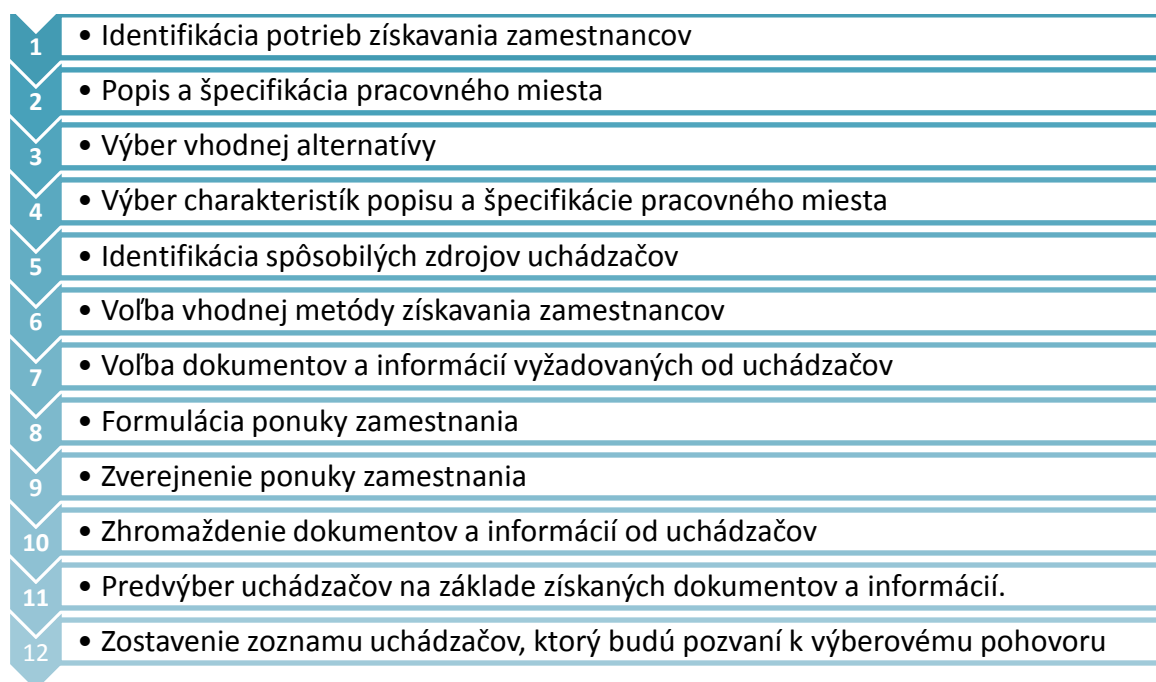 1 • Identifikácia potrieb získavania zamestnancov
2 • Popis a špecifikácia pracovného miesta
3 • Výber vhodnej alternatívy
4 • Výber charakteristík popisu a špecifikácie pracovného miesta
5 • Identifikácia spôsobilých zdrojov uchádzačov
6 • Voľba vhodnej metódy získavania zamestnancov
7 • Voľba dokumentov a informácií vyžadovaných od uchádzačov
8 • Formulácia ponuky zamestnania
9 • Zverejnenie ponuky zamestnania
10 • Zhromaždenie dokumentov a informácií od uchádzačov
11 • Predvýber uchádzačov na základe získaných dokumentov a informácií.
12 • Zostavenie zoznamu uchádzačov, ktorý budú pozvaní k výberovému pohovoru